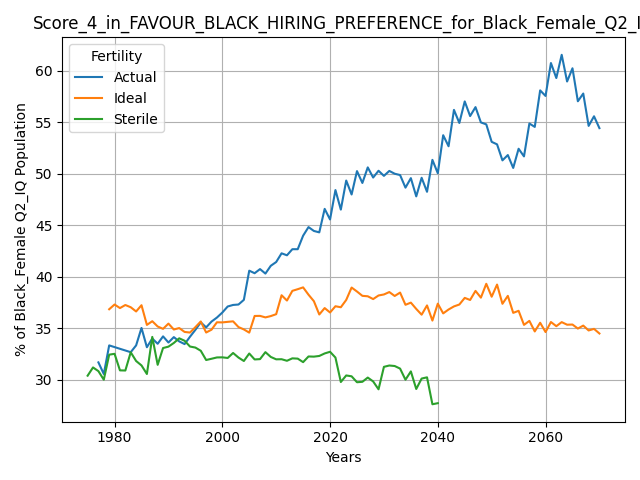 Score_4_in_FAVOUR_BLACK_HIRING_PREFERENCE_for_Black_Female_Q2_I
Fertility
Actual
Ideal
Sterile
% of Black_Female Q2_IQ Population
60
55
50
45
40
35
30
1980
2000
2020
2040
2060
Years